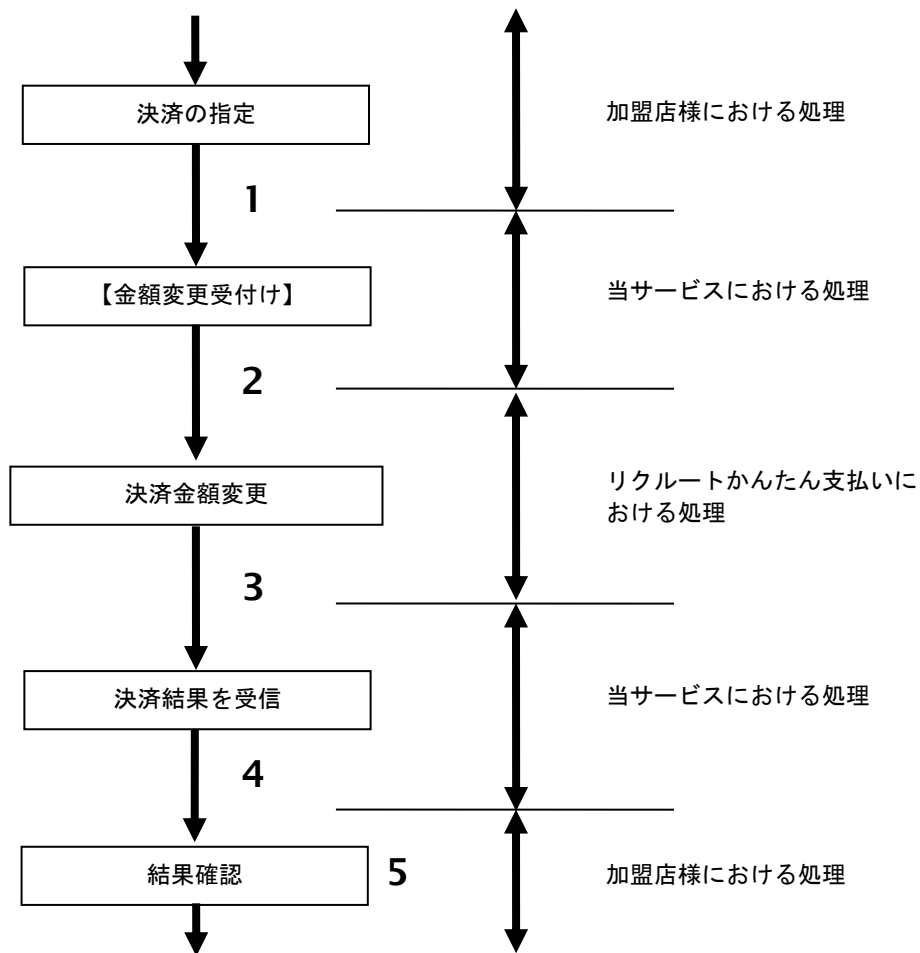 決済の指定
加盟店様における処理
1
【金額変更受付け】
当サービスにおける処理
2
決済金額変更
リクルートかんたん支払いに
おける処理
3
決済結果を受信
当サービスにおける処理
4
結果確認
5
加盟店様における処理